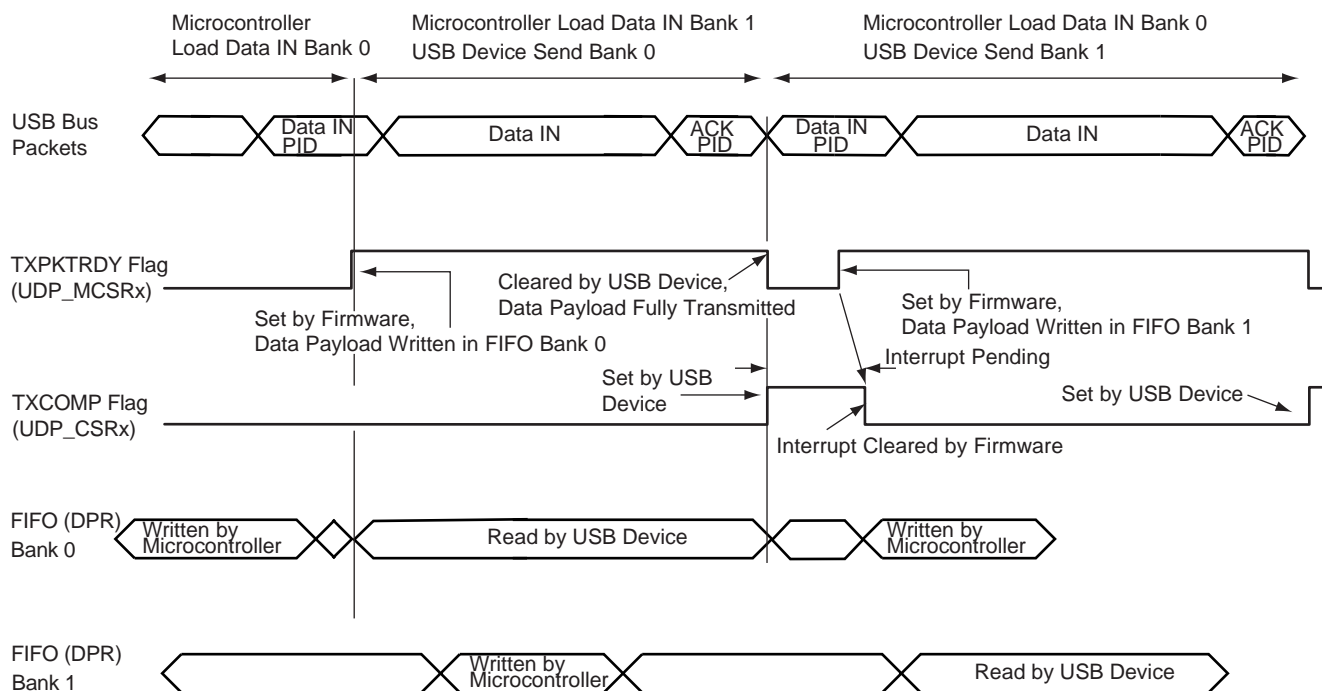 Microcontroller
Load Data IN Bank 0
Microcontroller Load Data IN Bank 1
USB Device Send Bank 0
Microcontroller Load Data IN Bank 0
USB Device Send Bank 1
USB Bus
Packets
Data IN
PID
Data IN
ACK
PID
Data IN
PID
Data IN
ACK
PID
TXPKTRDY Flag
(UDP_MCSRx)
Set by Firmware,
Data Payload Written in FIFO Bank 0
Cleared by USB Device,
Data Payload Fully Transmitted
Set by Firmware,
Data Payload Written in FIFO Bank 1
Interrupt Pending
TXCOMP Flag
(UDP_CSRx)
Set by USB
Device
Set by USB Device
Interrupt Cleared by Firmware
FIFO (DPR)
Bank 0
Written by
Microcontroller
Read by USB Device
Written by
Microcontroller
FIFO (DPR)
Bank 1
Written by
Microcontroller
Read by USB Device